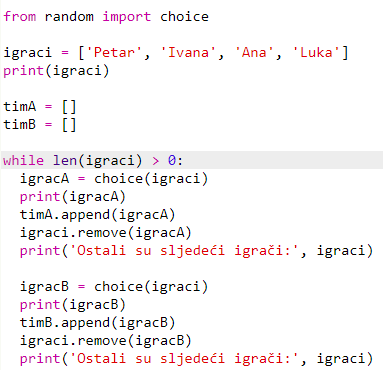 from random import choice
igraci = ['Petar', 'Ivana', 'Ana', 'Luka']
print(igraci)
timA = []
timB = []
while len(igraci) > 0:
  igracA = choice(igraci)
  print(igracA)
  timA.append(igracA)
  igraci.remove(igracA)
  print('Ostali su sljedeći igrači:', igraci)
  igracB = choice(igraci)
  print(igracB)
  timB.append(igracB)
  igraci.remove(igracB)
  print('Ostali su sljedeći igrači:', igraci)